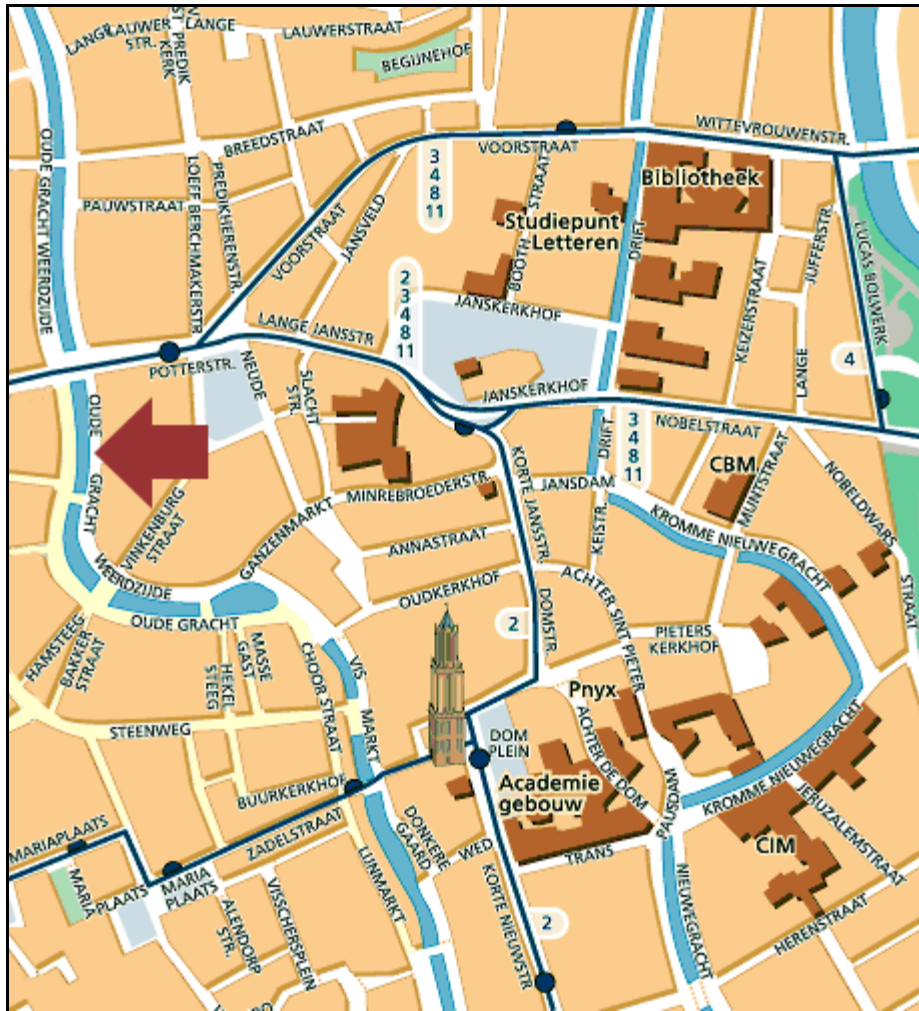 LANGE
LAUWER
STR.
ST PREDIK
KERK
LANGE
LAUWERSTRAAT
BEGIJNEHOF
WITTEVROUWENSTR.
BREEDSTRAAT
VOORSTRAAT
OUDE GRACHT WEERDZIJDE
LOEFF BERCHMAKERSTR.
PREDIKHERENSTR.
PAUWSTRAAT
VOORSTRAAT
JANSVELD
3
4
8
11
BOOTH STRAAT
Studiepunt
Letteren
Bibliotheek
DRIFT
JUFFERSTR.
LUCAS BOLWERK
KEIZERSTRAAT
LANGE
4
2
3
4
8
11
JANSKERKHOF
LANGE JANSSTR
POTTERSTR.
NEUDE
SLACHT
STR.
JANSKERKHOF
NOBELSTRAAT
3
4
8
11
DRIFT
CBM
MUNTSTRAAT
NOBELDWARS
STRAAT
OUDE
GRACHT
VINKENBURG
STRAAT
GANZENMARKT
MINREBROEDERSTR.
KORTE JANSSTR.
JANSDAM
KEISTR.
KROMME NIEUWEGRACHT
ANNASTRAAT
WEERDZIJDE
OUDE GRACHT
OUDKERKHOF
2
DOMSTR.
ACHTER SINT PIETER
PIETERS
KERKHOF
HAMSTEEG
BAKKER
STRAAT
HEKEL
STEEG
MASSE
GAST
CHOOR STRAAT
VIS
MARKT
STEENWEG
Pnyx
DOM
PLEIN
ACHTER DE DOM
Academie
gebouw
PAUSDAM
KROMME NIEUWEGRACHT
JERUZALEMSTRAAT
CIM
BUURKERKHOF
ZADELSTRAAT
DONKERE
GAARD
WED
TRANS
MARIAPLAATS
MARIA
PLAATS
MARIA
PLAATS
ALENDORP
STR.
VISSCHERSPLEIN
LIJNMARKT
KORTE NIEUWSTR
2
NIEUWEGRACHT
HERENSTRAAT